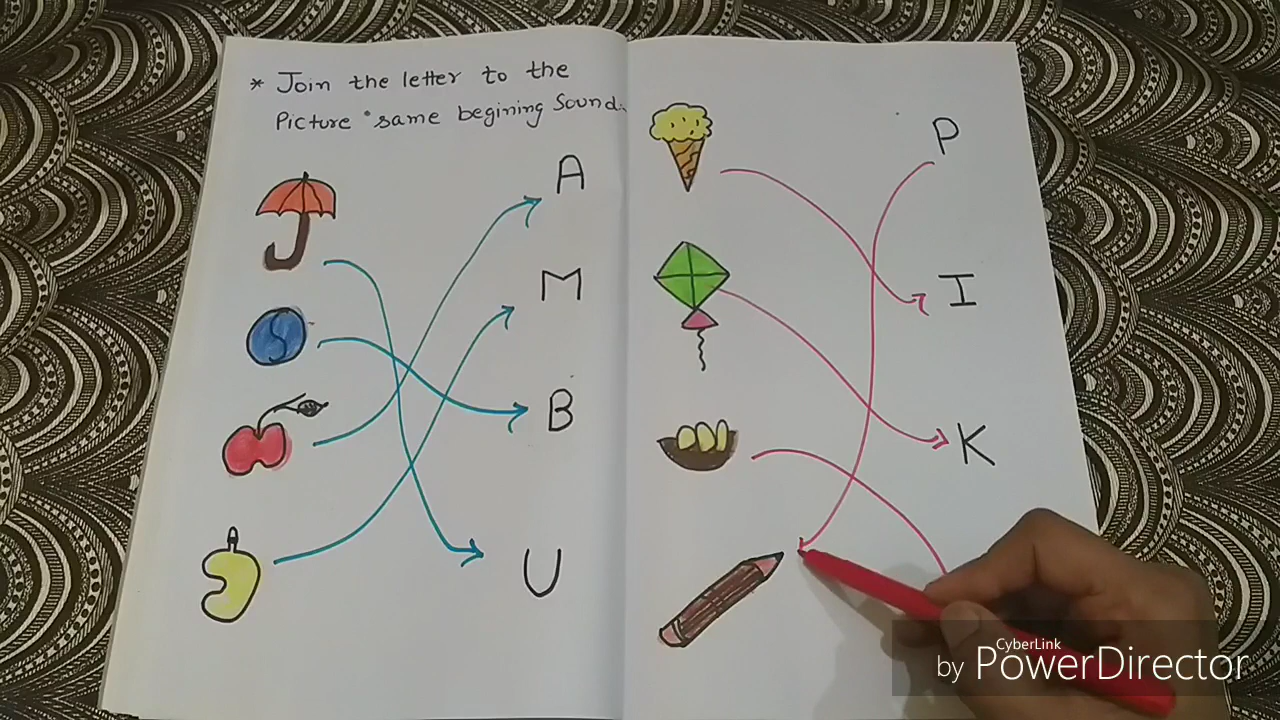 * Join the letter to the
Picture "same begining Sound.
A
M
B
U
P
I
K
CyberLink
by PowerDirector